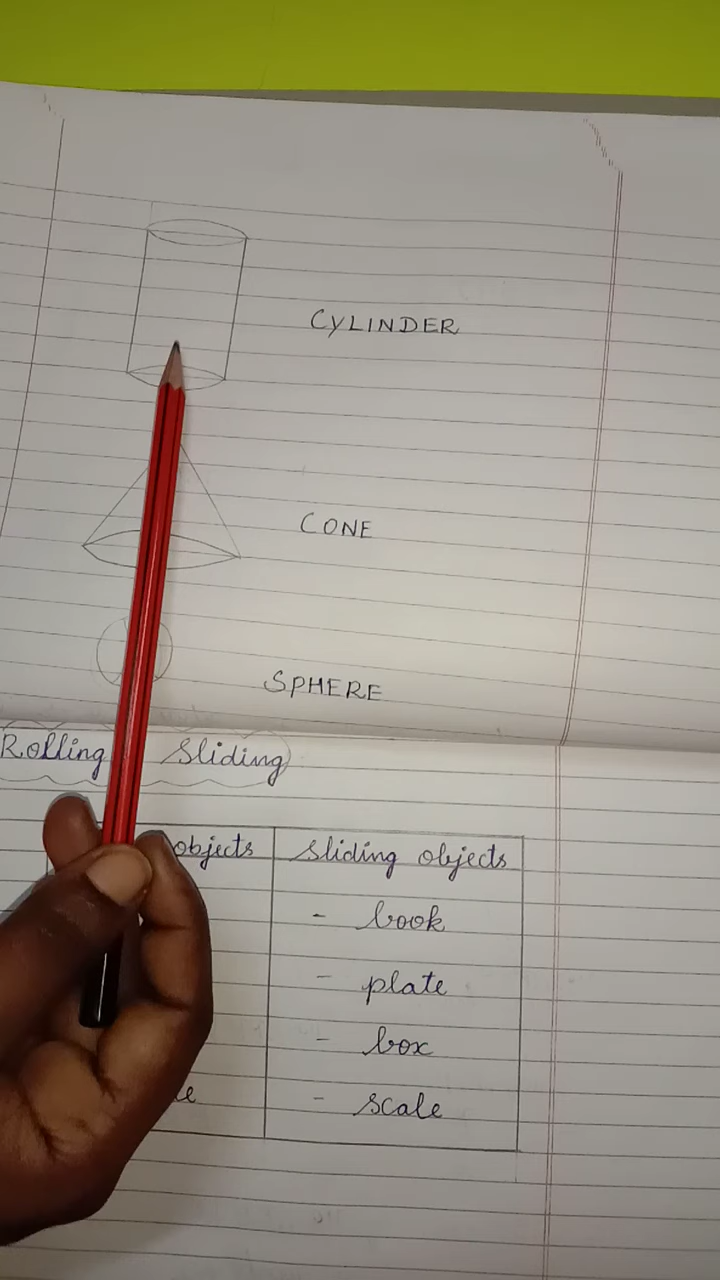 CYLINDER
CONE
SPHERE
Rolling Sliding
objects sliding objects
- book
- plate
- box
- scale